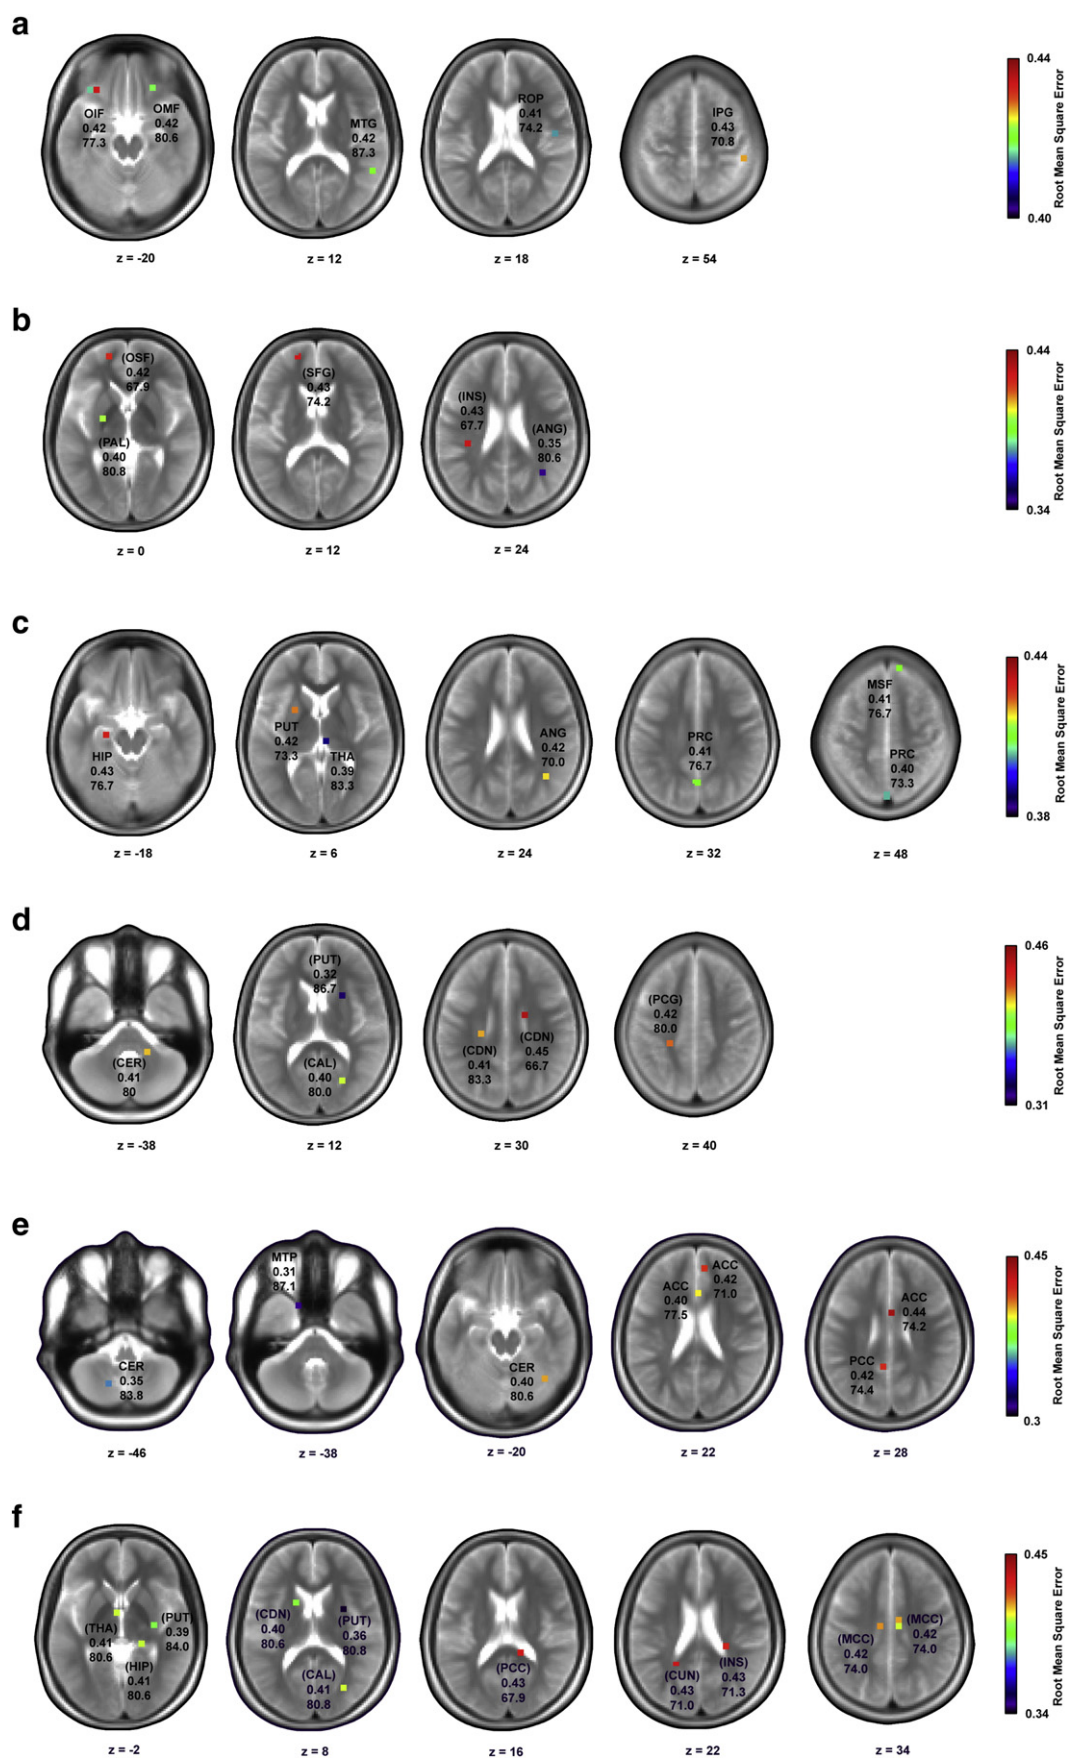 a
OIF
0.42
77.3
OMF
0.42
80.6
z = -20
MTG
0.42
87.3
z = 12
ROP
0.41
74.2
z = 18
IPG
0.43
70.8
z = 54
0.44
0.40
Root Mean Square Error
b
(OSF)
0.42
67.9
(PAL)
0.40
80.8
z = 0
(SFG)
0.43
74.2
z = 12
(INS)
0.43
67.7
(ANG)
0.35
80.6
z = 24
0.44
0.34
Root Mean Square Error
c
HIP
0.43
76.7
z = -18
PUT
0.42
73.3
THA
0.39
83.3
z = 6
ANG
0.42
70.0
z = 24
PRC
0.41
76.7
z = 32
MSF
0.41
76.7
PRC
0.40
73.3
z = 48
0.44
0.38
Root Mean Square Error
d
(CER)
0.41
80
z = -38
(PUT)
0.32
86.7
(CAL)
0.40
80.0
z = 12
(CDN)
0.41
83.3
(CDN)
0.45
66.7
z = 30
(PCG)
0.42
80.0
z = 40
0.46
0.31
Root Mean Square Error
e
CER
0.35
83.8
z = -46
MTP
0.31
87.1
z = -38
CER
0.40
80.6
z = -20
ACC
0.40
77.5
ACC
0.42
71.0
z = 22
ACC
0.44
74.2
PCC
0.42
74.4
z = 28
0.45
0.3
Root Mean Square Error
f
(THA)
0.41
80.6
(PUT)
0.39
84.0
(HIP)
0.41
80.6
z = -2
(CDN)
0.40
80.6
(PUT)
0.36
80.8
(CAL)
0.41
80.8
z = 8
(PCC)
0.43
67.9
z = 16
(CUN)
0.43
71.0
(INS)
0.43
71.3
z = 22
(MCC)
0.42
74.0
(MCC)
0.42
74.0
z = 34
0.45
0.34
Root Mean Square Error